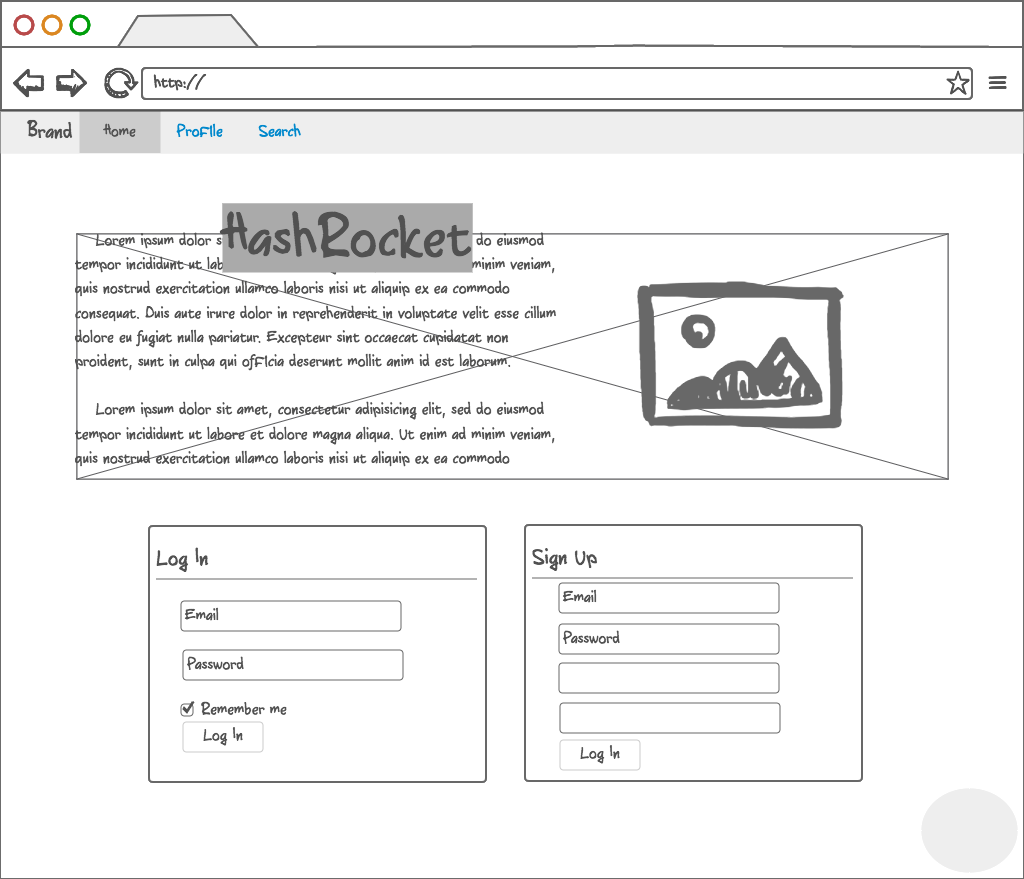 http://
Brand Home ProfIle Search
HashRocket
Lorem ipsum dolor s do eiusmod
tempor incididunt ut lab minim veniam,
quis nostrud exercitation ullamco laboris nisi ut aliquip ex ea commodo
consequat. Duis aute irure dolor in reprehenderit in voluptate velit esse cillum
dolore eu fugiat nulla pariatur. Excepteur sint occaecat cupidatat non
proident, sunt in culpa qui offIcia deserunt mollit anim id est laborum.
Lorem ipsum dolor sit amet, consectetur adipisicing elit, sed do eiusmod
tempor incididunt ut labore et dolore magna aliqua. Ut enim ad minim veniam,
quis nostrud exercitation ullamco laboris nisi ut aliquip ex ea commodo
Log In
Email
Password
Remember me
Log In
Sign Up
Email
Password
Log In